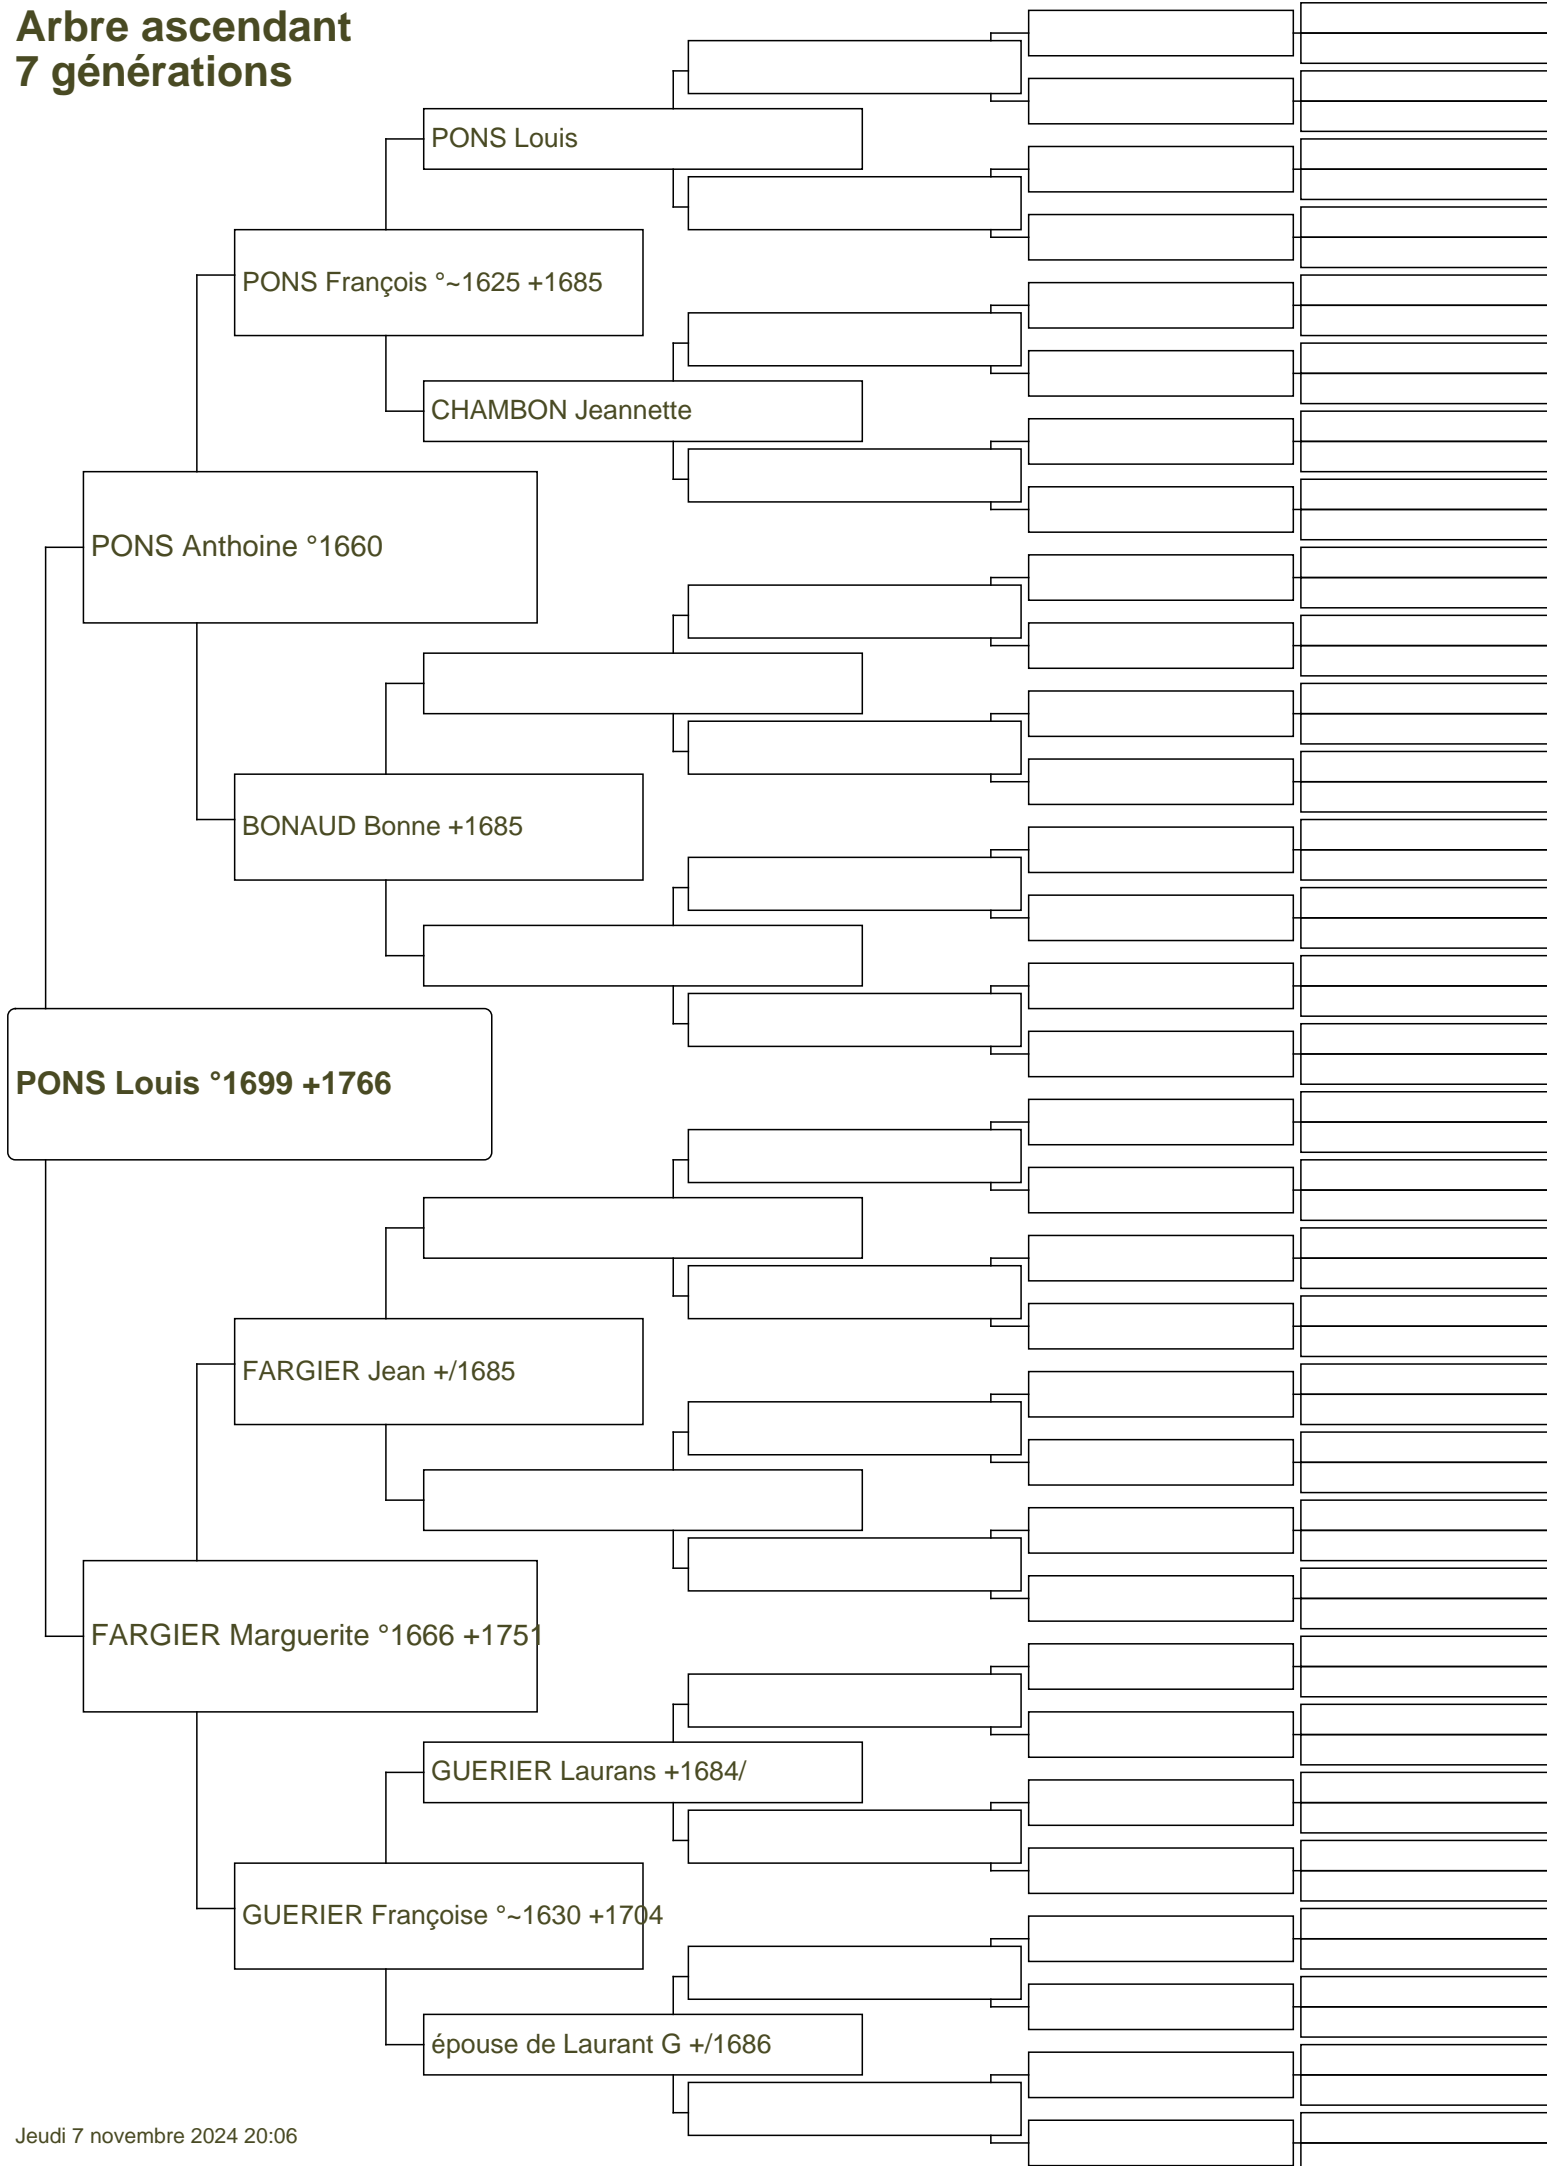 Arbre ascendant
7 générations
PONS Louis
PONS François °~1625 +1685
CHAMBON Jeannette
PONS Anthoine °1660
BONAUD Bonne +1685
PONS Louis °1699 +1766
FARGIER Jean +/1685
FARGIER Marguerite °1666 +1751
GUERIER Laurans +1684/
GUERIER Françoise °~1630 +1704
épouse de Laurant G +/1686
Jeudi 7 novembre 2024 20:06